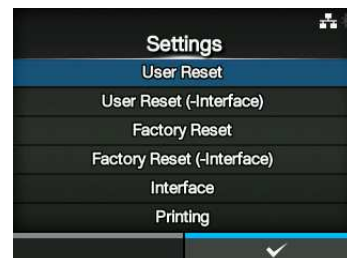 Settings
User Reset
User Reset (-Interface)
Factory Reset
Factory Reset (-Interface)
Interface
Printing